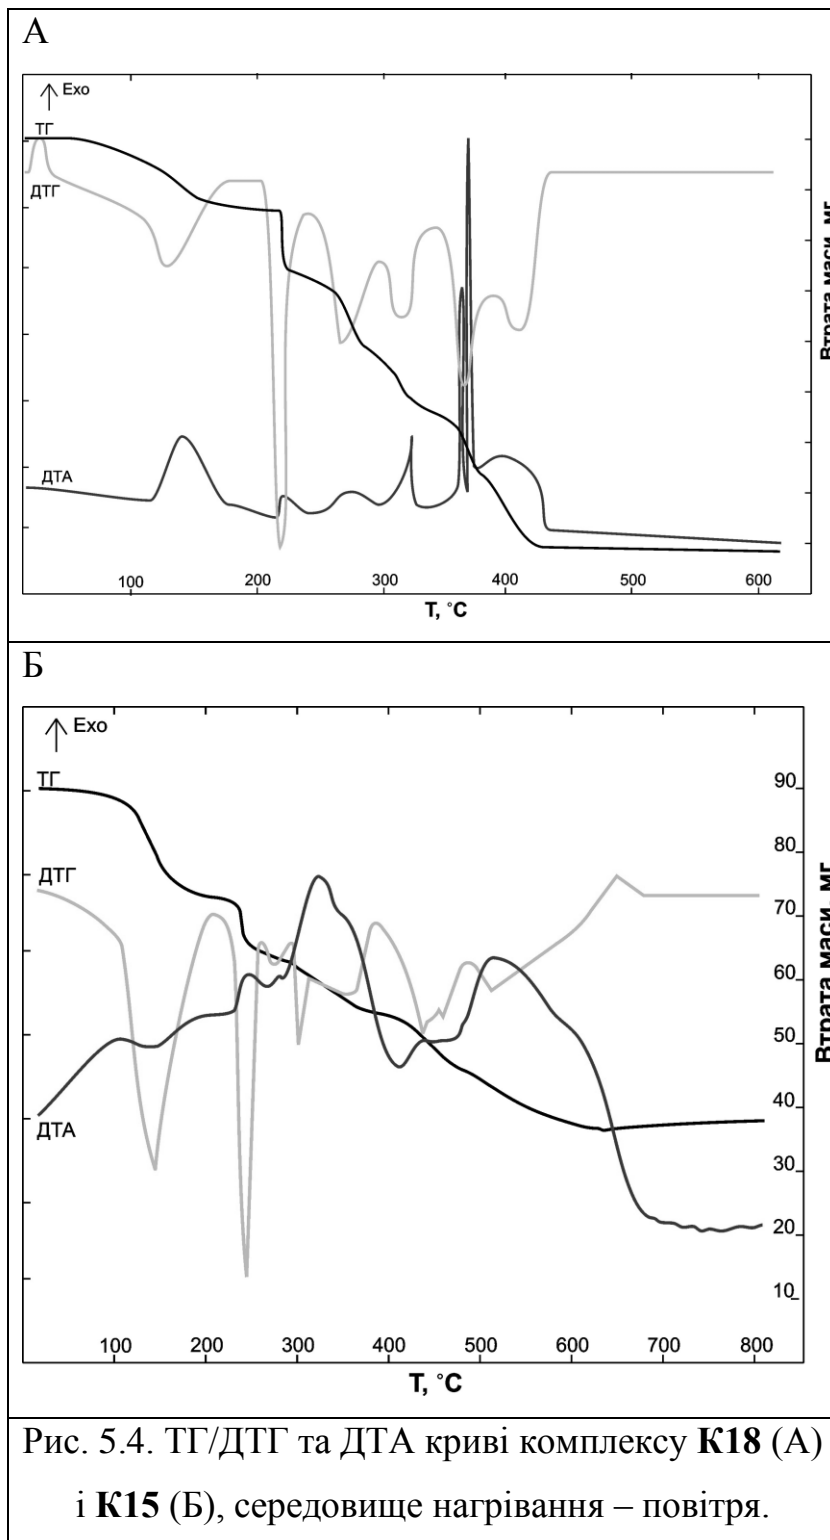 А
Exo
ТГ
ДТГ
ДТА
Втрата маси, мг
100 200 300 400 500 600
T, °C
Б
Exo
ТГ
ДТГ
ДТА
90
80
70
60
50
40
30
20
10
Втрата маси, мг
100 200 300 400 500 600 700 800
T, °C
Рис. 5.4. ТГ/ДТГ та ДТА криві комплексу К18 (А)
і К15 (Б), середовище нагрівання – повітря.